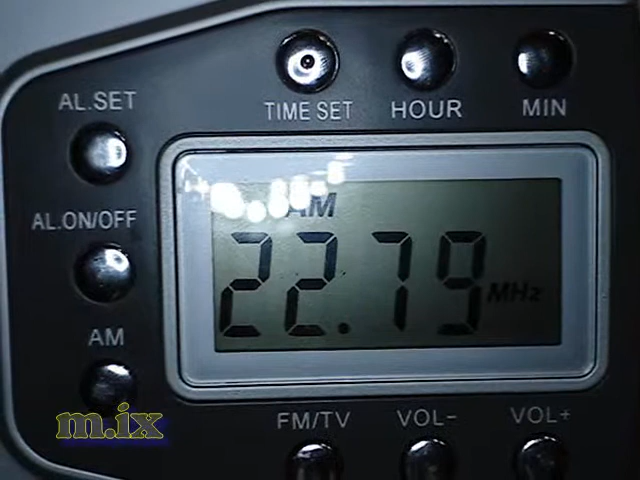 AL.SET
TIME SET
HOUR
MIN
AL.ON/OFF
AM
22.79 MHz
AM
m.ix
FM/TV
VOL-
VOL+